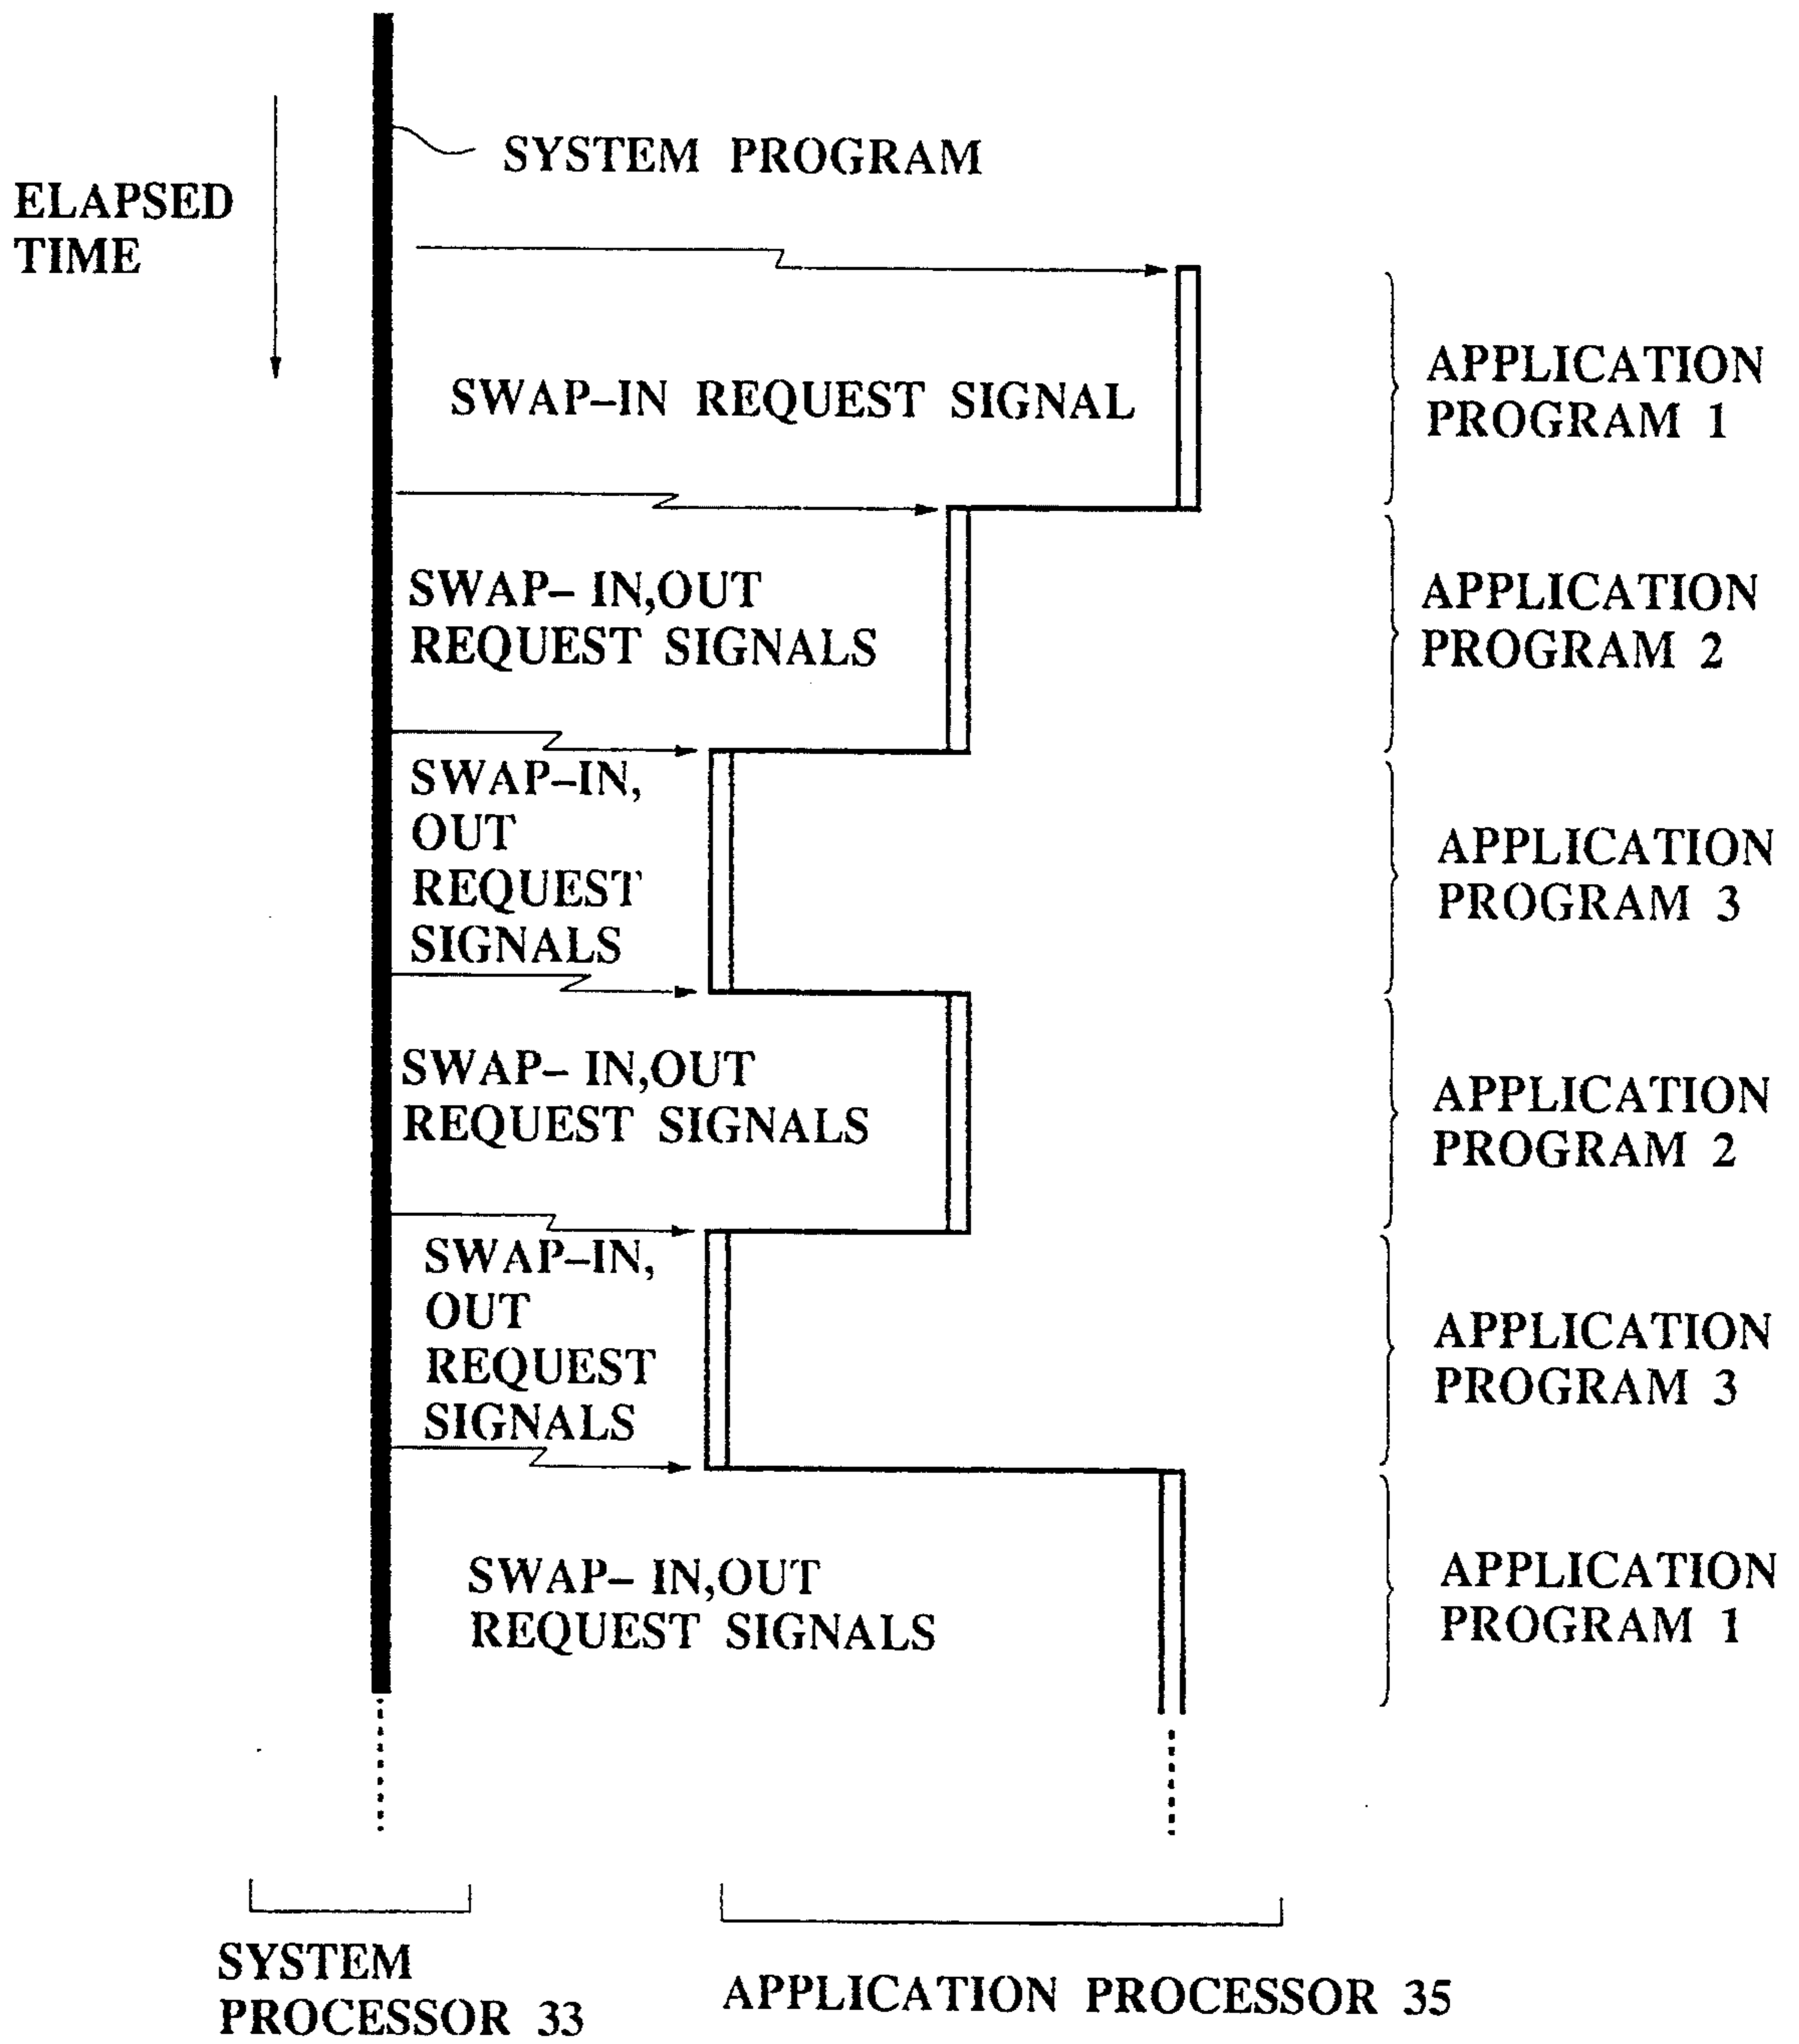 SYSTEM PROGRAM
ELAPSED
TIME
SWAP–IN REQUEST SIGNAL
APPLICATION
PROGRAM 1
SWAP– IN,OUT
REQUEST SIGNALS
APPLICATION
PROGRAM 2
SWAP–IN,
OUT
REQUEST
SIGNALS
APPLICATION
PROGRAM 3
SWAP– IN,OUT
REQUEST SIGNALS
APPLICATION
PROGRAM 2
SWAP–IN,
OUT
REQUEST
SIGNALS
APPLICATION
PROGRAM 3
SWAP– IN,OUT
REQUEST SIGNALS
APPLICATION
PROGRAM 1
SYSTEM
PROCESSOR 33
APPLICATION PROCESSOR 35